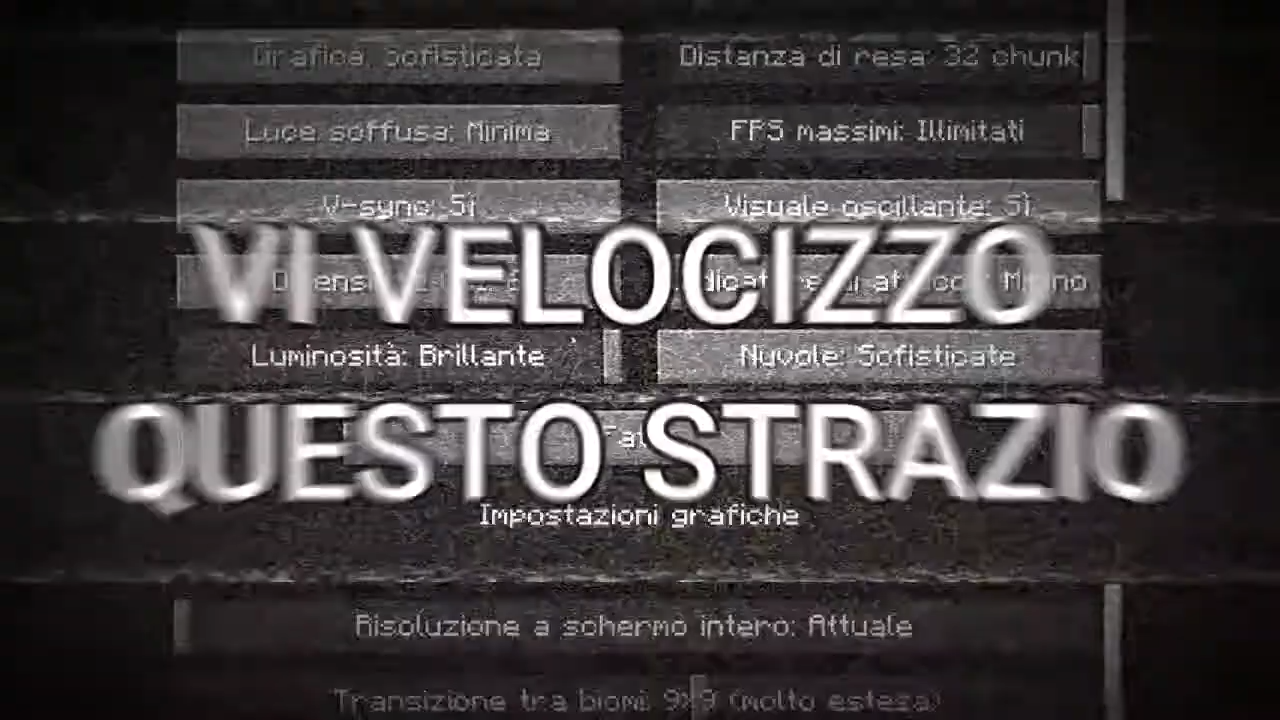 Grafica: Sofisticata
Distanza di resa: 32 chunk
Luce soffusa: Minima
FPS massimi: Illimitati
V-sync: Sì
Visuale oscillante: Sì
VI VELOCIZZO
Luminosità: Brillante
Nuvole: Sofisticate
QUESTO STRAZIO
Impostazioni grafiche
Risoluzione a schermo intero: Attuale
Transizione tra biomi: 9x9 (molto estesa)